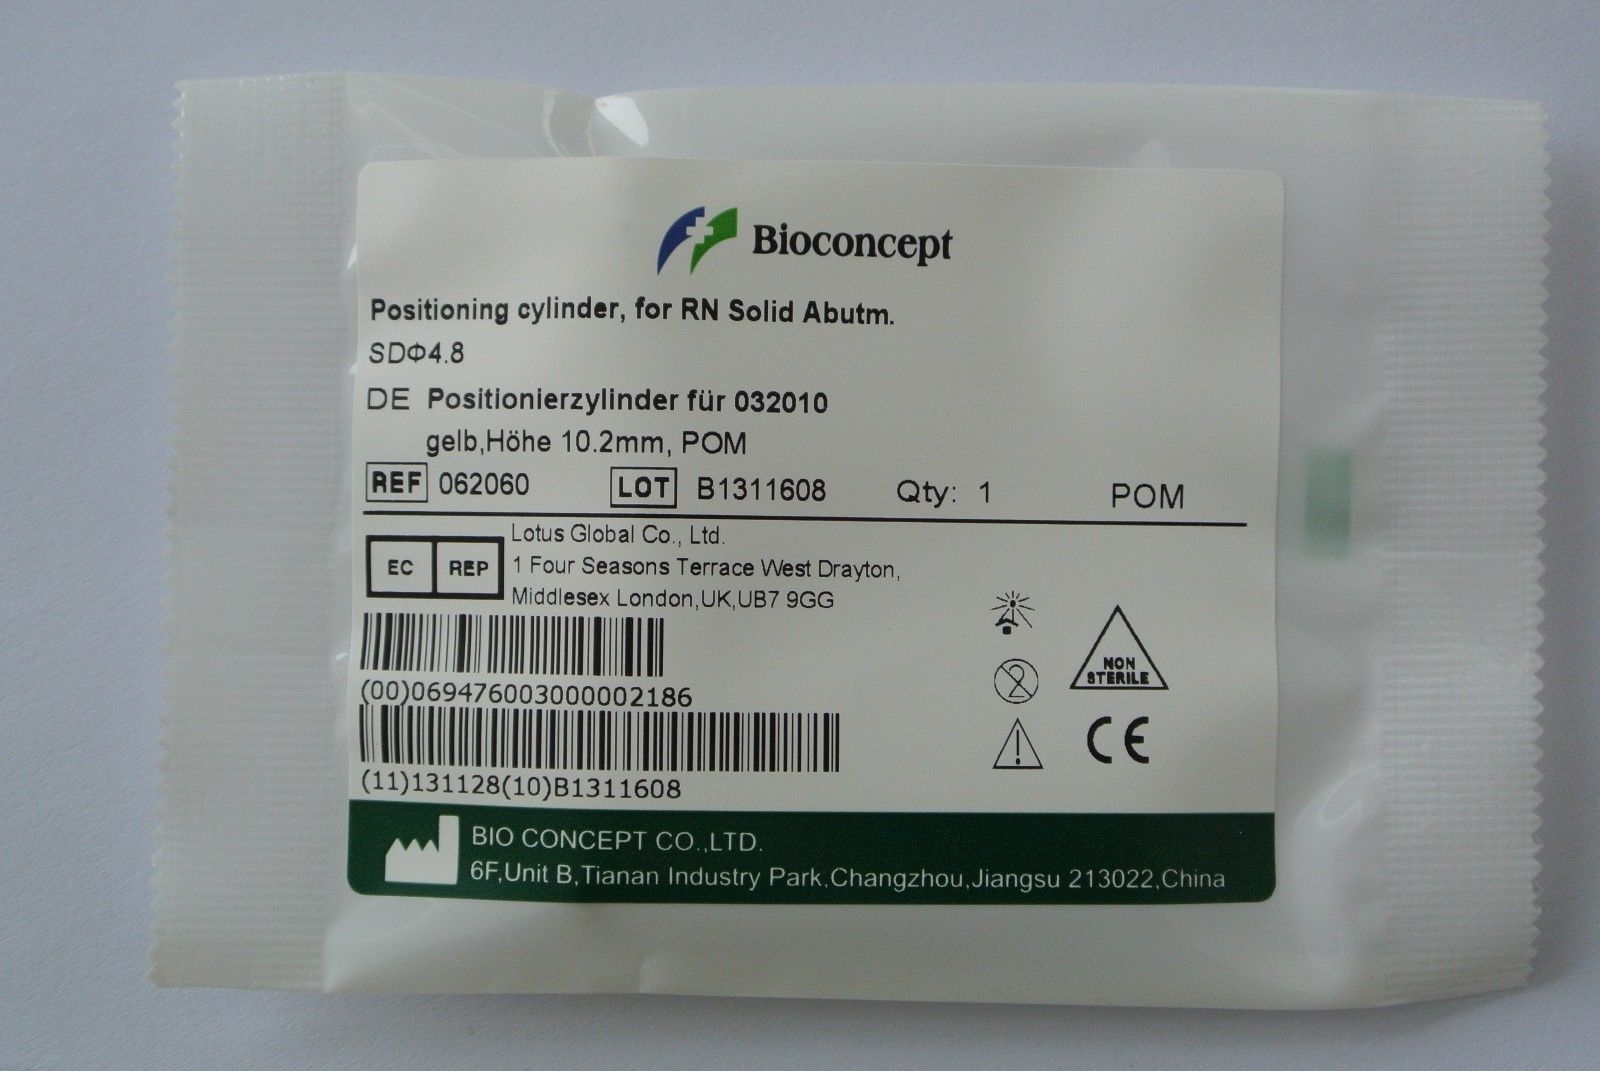 Bioconcept
Positioning cylinder, for RN Solid Abutm.
SDΦ4.8
DE Positionierzylinder für 032010
gelb,Höhe 10.2mm, POM
REF 062060 LOT B1311608 Qty: 1 POM
EC REP
Lotus Global Co., Ltd.
1 Four Seasons Terrace West Drayton,
Middlesex London,UK,UB7 9GG
(00)069476003000002186
(11)131128(10)B1311608
2
NON
STERILE
CE
BIO CONCEPT CO.,LTD.
6F,Unit B,Tianan Industry Park,Changzhou,Jiangsu 213022,China